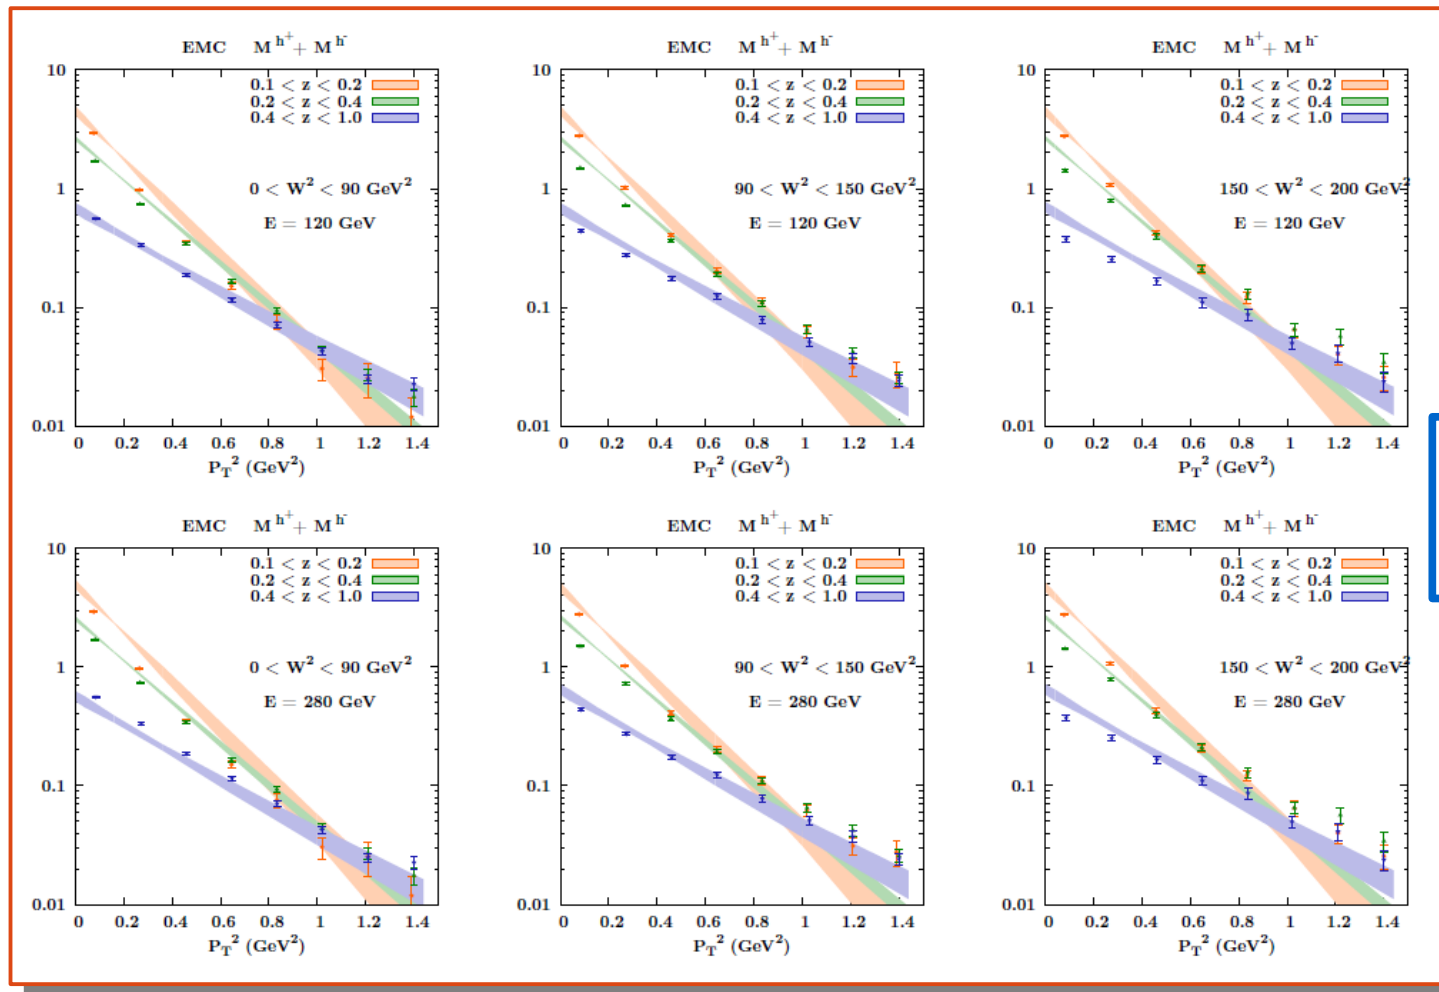 EMC M h+ + M h-
10
1
0.1
0.01
0.1 < z < 0.2
0.2 < z < 0.4
0.4 < z < 1.0
0 < W² < 90 GeV²
E = 120 GeV
0 0.2 0.4 0.6 0.8 1 1.2 1.4
P_T² (GeV²)
EMC M h+ + M h-
10
1
0.1
0.01
0.1 < z < 0.2
0.2 < z < 0.4
0.4 < z < 1.0
90 < W² < 150 GeV²
E = 120 GeV
0 0.2 0.4 0.6 0.8 1 1.2 1.4
P_T² (GeV²)
EMC M h+ + M h-
10
1
0.1
0.01
0.1 < z < 0.2
0.2 < z < 0.4
0.4 < z < 1.0
150 < W² < 200 GeV²
E = 120 GeV
0 0.2 0.4 0.6 0.8 1 1.2 1.4
P_T² (GeV²)
EMC M h+ + M h-
10
1
0.1
0.01
0.1 < z < 0.2
0.2 < z < 0.4
0.4 < z < 1.0
0 < W² < 90 GeV²
E = 280 GeV
0 0.2 0.4 0.6 0.8 1 1.2 1.4
P_T² (GeV²)
EMC M h+ + M h-
10
1
0.1
0.01
0.1 < z < 0.2
0.2 < z < 0.4
0.4 < z < 1.0
90 < W² < 150 GeV²
E = 280 GeV
0 0.2 0.4 0.6 0.8 1 1.2 1.4
P_T² (GeV²)
EMC M h+ + M h-
10
1
0.1
0.01
0.1 < z < 0.2
0.2 < z < 0.4
0.4 < z < 1.0
150 < W² < 200 GeV²
E = 280 GeV
0 0.2 0.4 0.6 0.8 1 1.2 1.4
P_T² (GeV²)